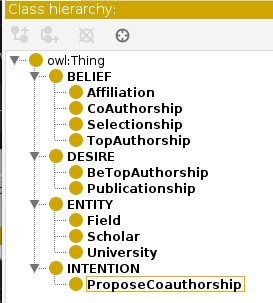 Class hierarchy:
owl:Thing
BELIEF
Affiliation
CoAuthorship
Selectionship
TopAuthorship
DESIRE
BeTopAuthorship
Publicationship
ENTITY
Field
Scholar
University
INTENTION
ProposeCoauthorship